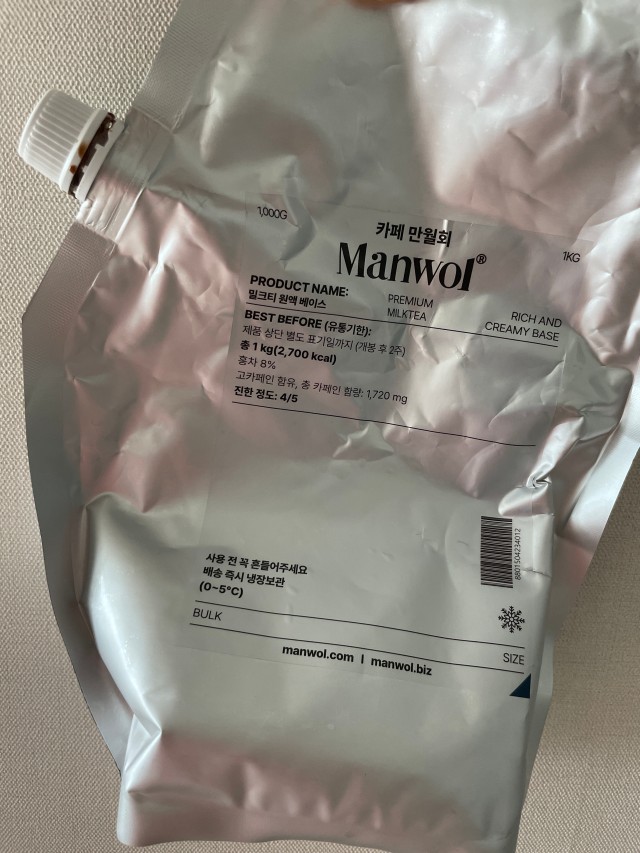 1,000G
카페 만월회
1KG
Manwol®
PRODUCT NAME:
밀크티 원액 베이스
PREMIUM
MILKTEA
RICH AND
CREAMY BASE
BEST BEFORE (유통기한):
제품 상단 별도 표기일까지 (개봉 후 2주)
총 1 kg(2,700 kcal)
홍차 8%
고카페인 함유, 총 카페인 함량: 1,720 mg
진한 정도: 4/5
8801504234012
사용 전 꼭 흔들어주세요
배송 즉시 냉장보관
(0~5°C)
BULK
SIZE
manwol.com | manwol.biz